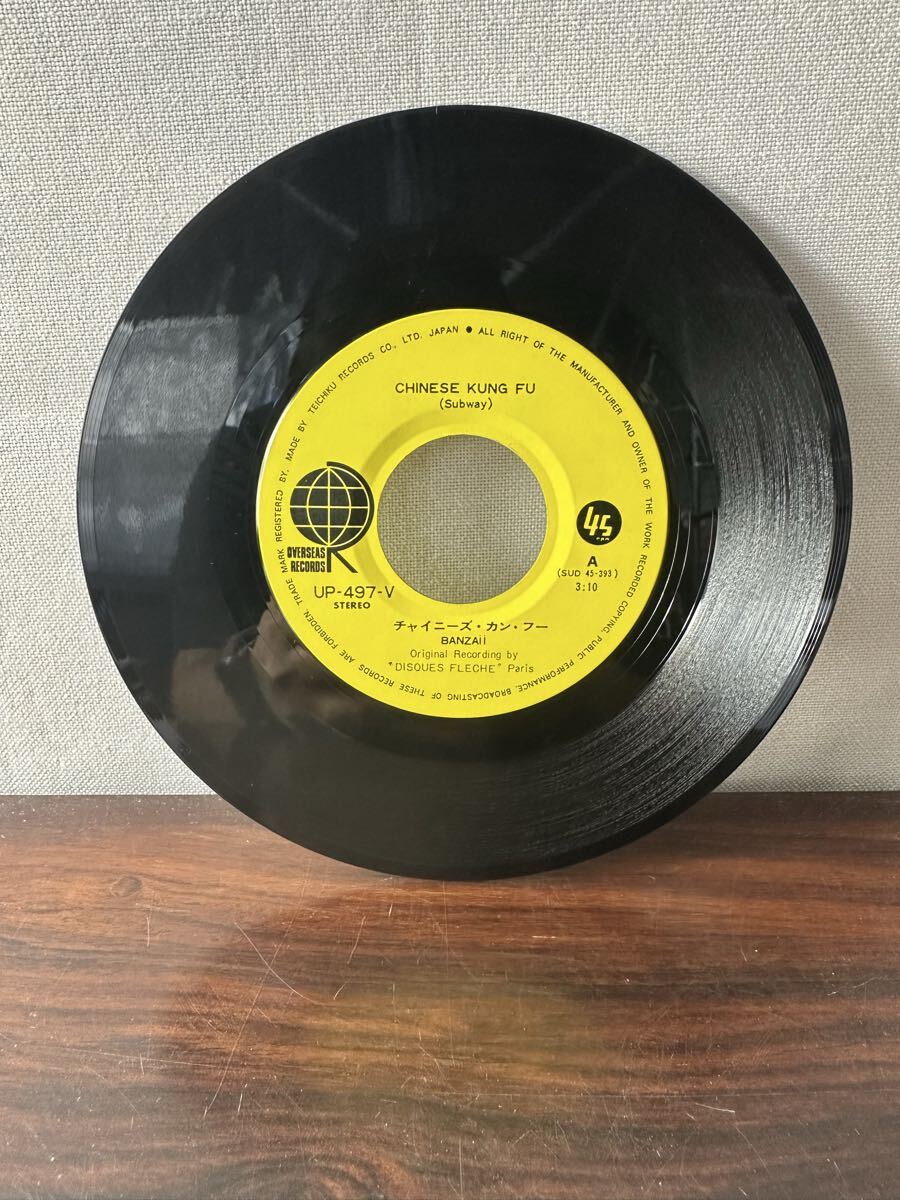 MADE BY TEICHIKU RECORDS CO., LTD. JAPAN ● ALL RIGHT OF THE MANUFACTURER AND OWNER OF THE WORK RECORDED COPYING, PUBLIC PERFORMANCE, BROADCASTING OF THESE RECORDS ARE FORBIDDEN. TRADE MARK REGISTERED BY.
CHINESE KUNG FU
(Subway)
R
OVERSEAS
RECORDS
UP-497-V
STEREO
45
rpm
A
(SUD 45-393)
3:10
チャイニーズ・カン・フー
BANZAiI
Original Recording by
"DISQUES FLECHE" Paris